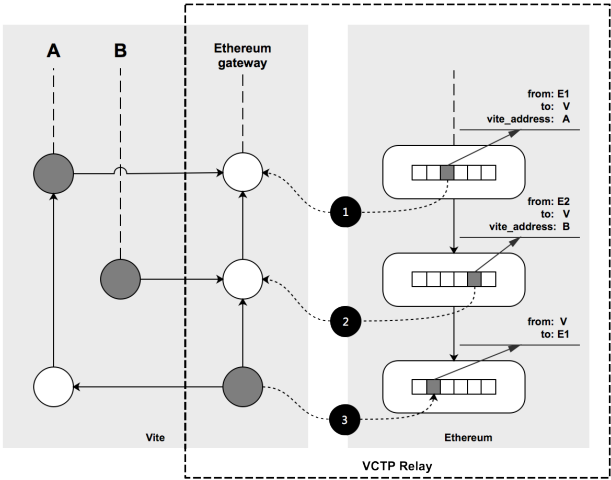 A
B
Ethereum
gateway
from: E1
to: V
vite_address: A
1
from: E2
to: V
vite_address: B
2
from: V
to: E1
3
Vite
Ethereum
VCTP Relay